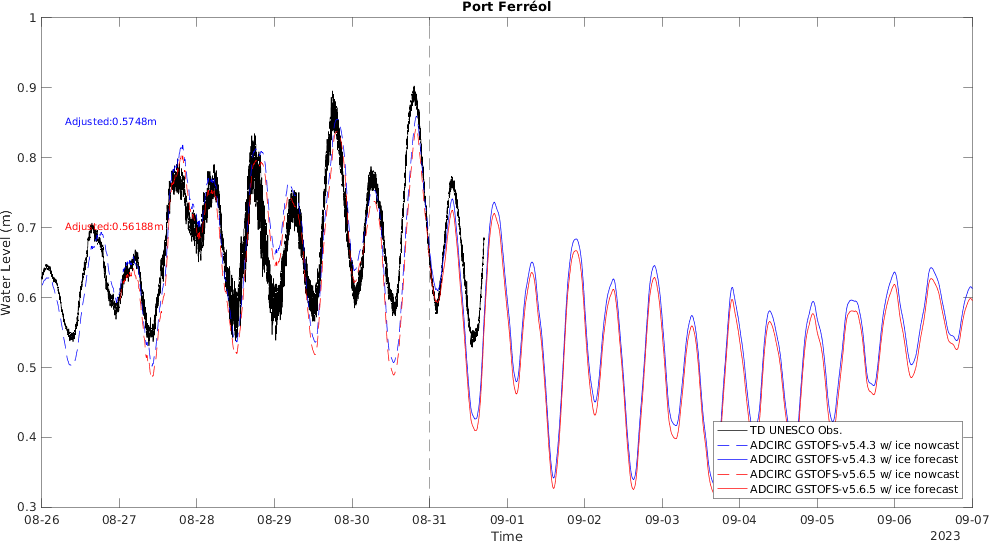 Port Ferréol
1
0.9
0.8
0.7
0.6
0.5
0.4
0.3
Water Level (m)
Adjusted:0.5748m
Adjusted:0.56188m
TD UNESCO Obs.
ADCIRC GSTOFS-v5.4.3 w/ ice nowcast
ADCIRC GSTOFS-v5.4.3 w/ ice forecast
ADCIRC GSTOFS-v5.6.5 w/ ice nowcast
ADCIRC GSTOFS-v5.6.5 w/ ice forecast
08-26 08-27 08-28 08-29 08-30 08-31 09-01 09-02 09-03 09-04 09-05 09-06 09-07
Time
2023